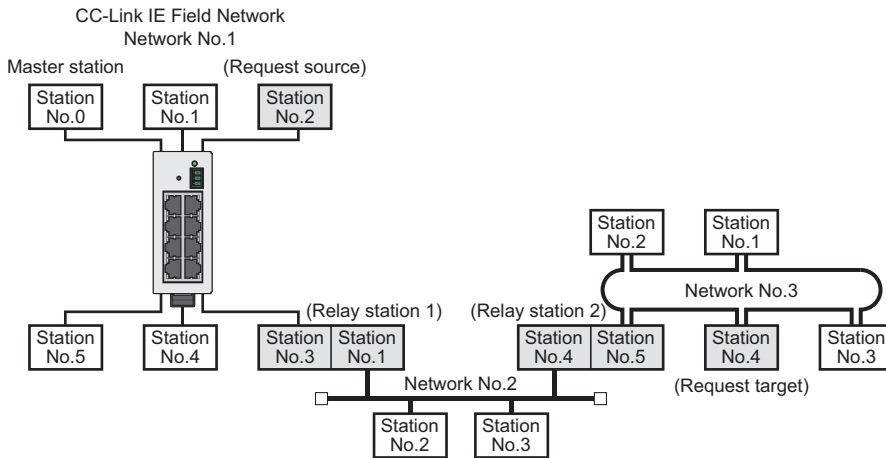 CC-Link IE Field Network
Network No.1
Master station
(Request source)
Station
No.0
Station
No.1
Station
No.2
Station
No.2
Station
No.1
Network No.3
(Relay station 1)
(Relay station 2)
Station
No.5
Station
No.4
Station
No.3
Station
No.1
Station
No.4
Station
No.5
Station
No.4
Station
No.3
(Request target)
Network No.2
Station
No.2
Station
No.3